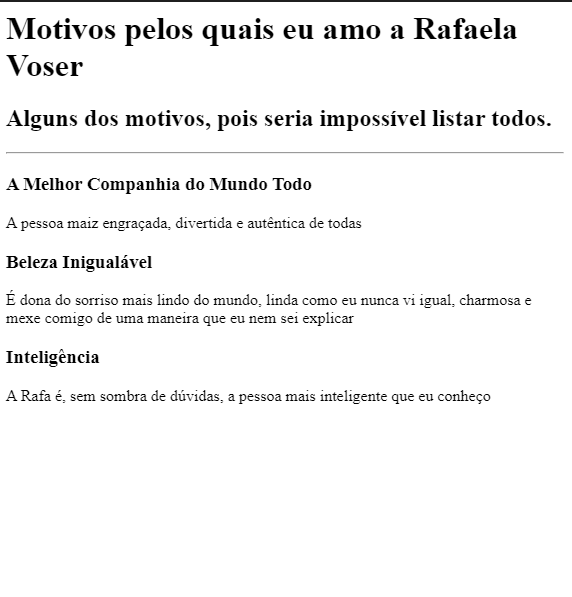 Motivos pelos quais eu amo a Rafaela
Voser
Alguns dos motivos, pois seria impossível listar todos.
A Melhor Companhia do Mundo Todo
A pessoa maiz engraçada, divertida e autêntica de todas
Beleza Inigualável
É dona do sorriso mais lindo do mundo, linda como eu nunca vi igual, charmosa e
mexe comigo de uma maneira que eu nem sei explicar
Inteligência
A Rafa é, sem sombra de dúvidas, a pessoa mais inteligente que eu conheço